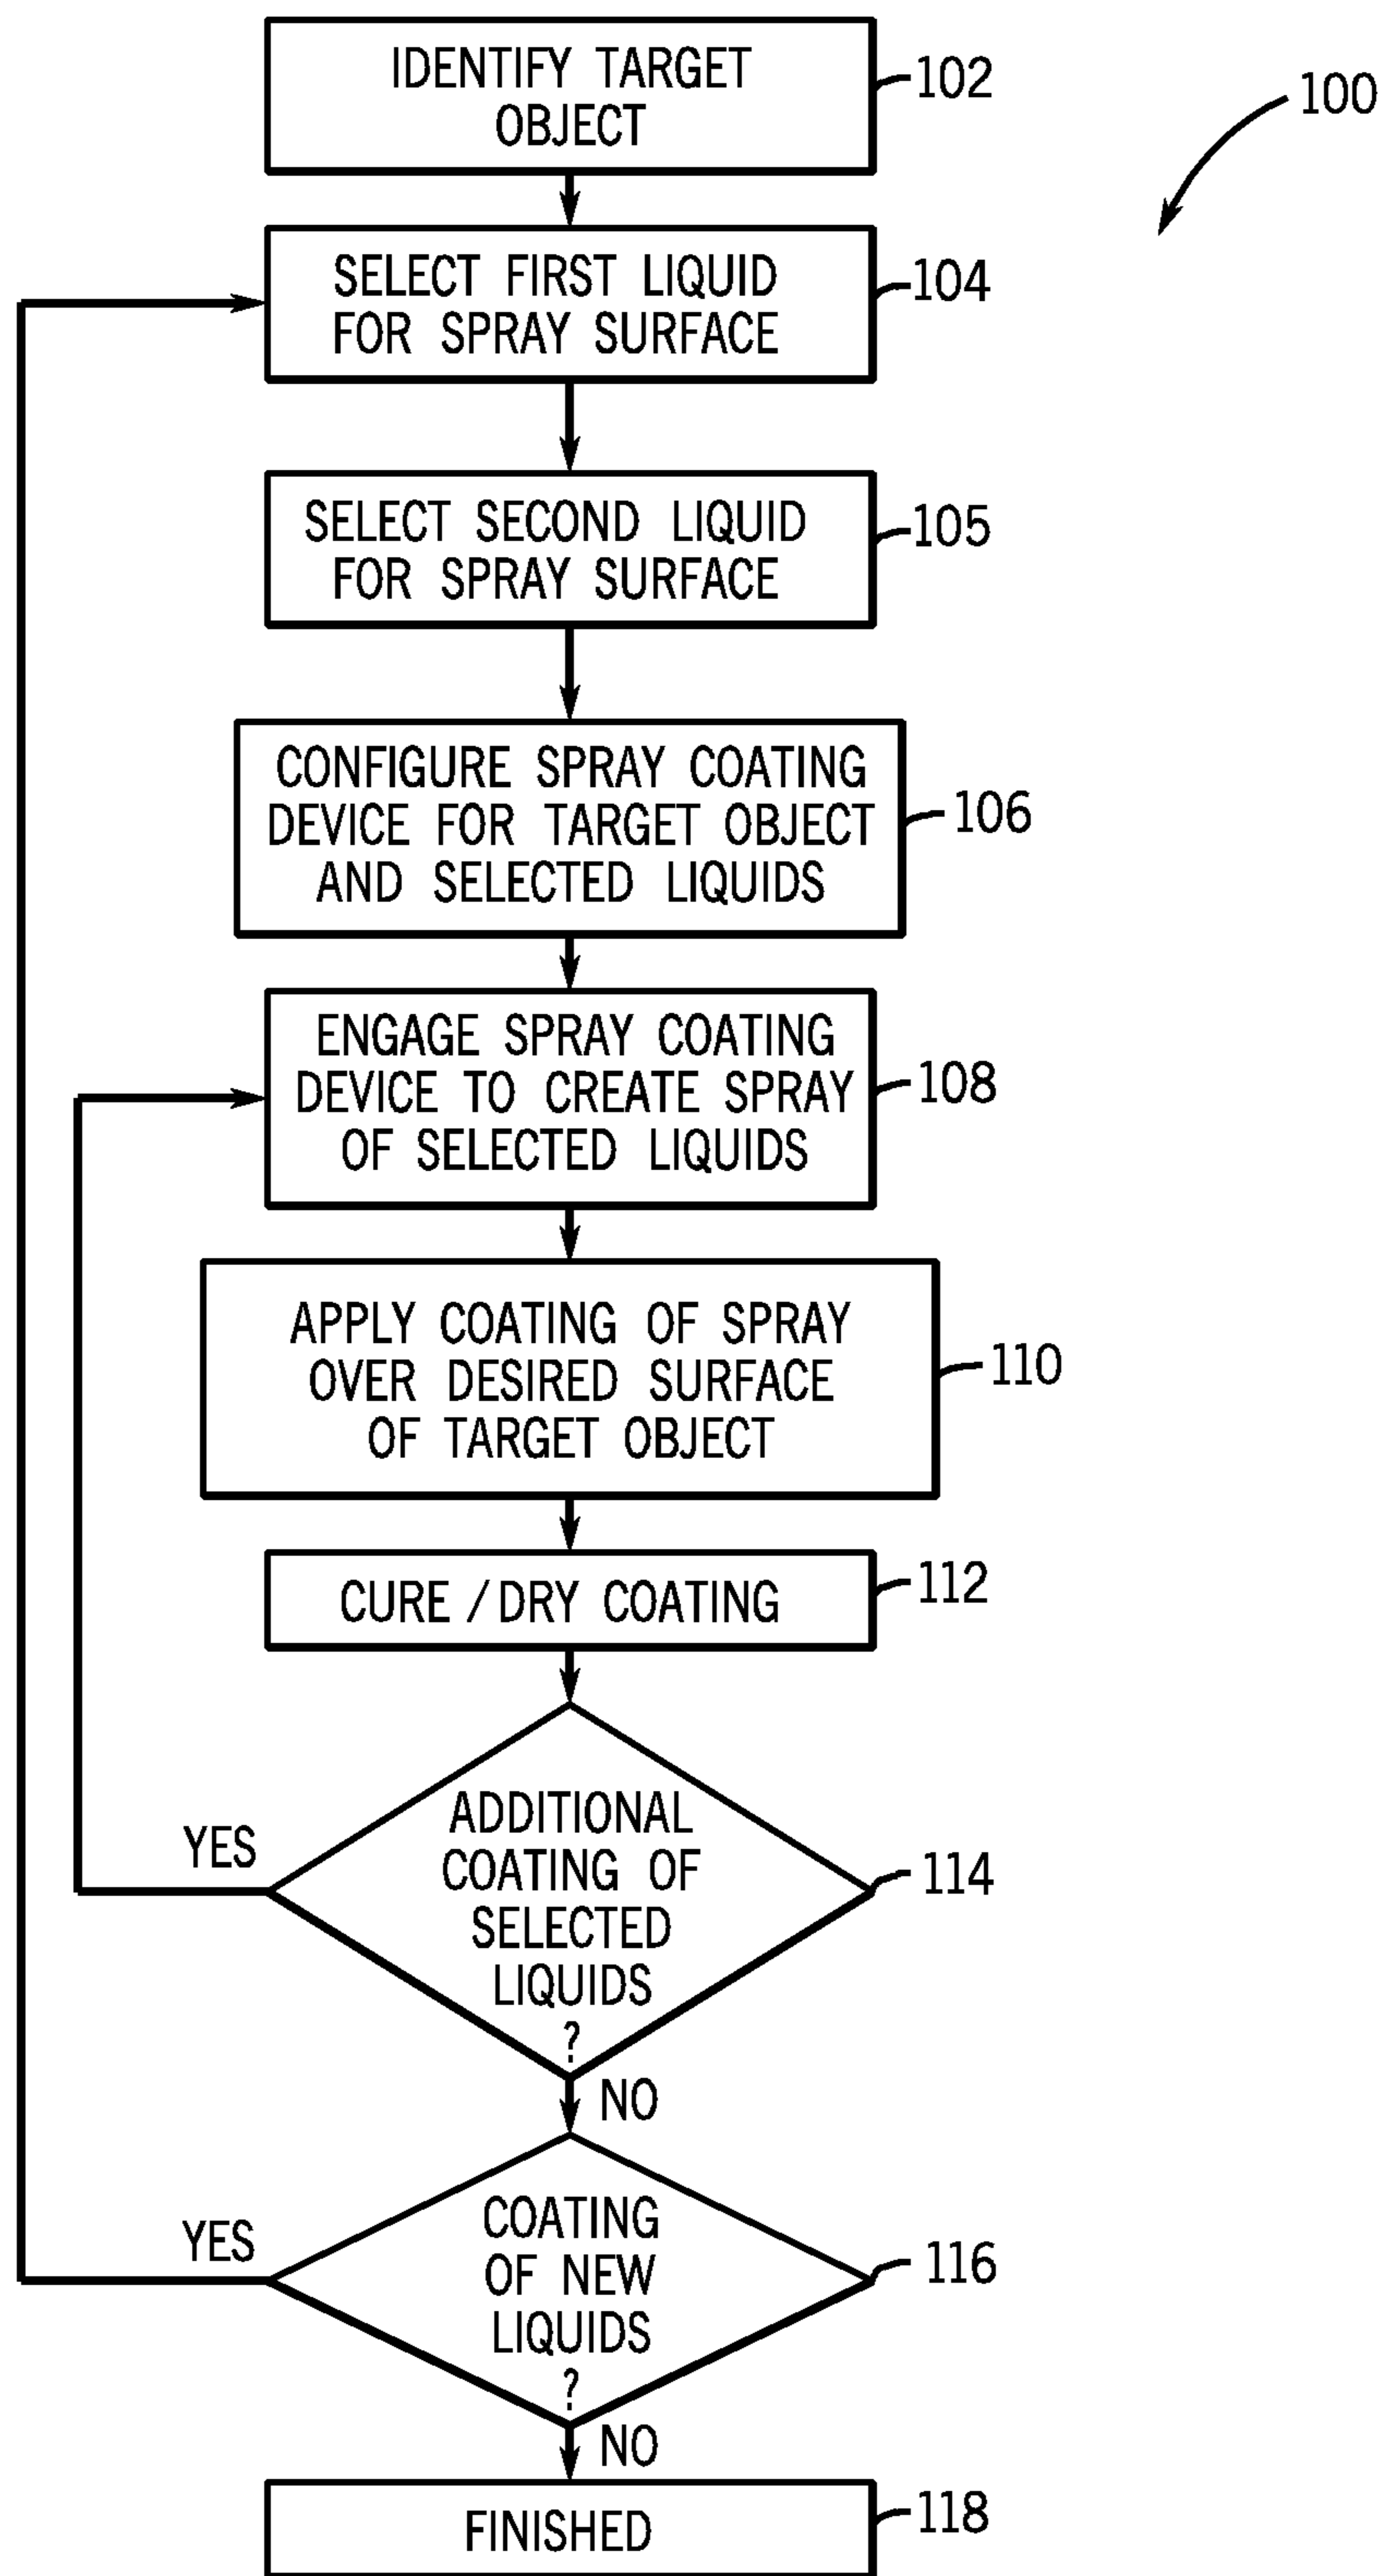 IDENTIFY TARGET
OBJECT
102
100
SELECT FIRST LIQUID
FOR SPRAY SURFACE
104
SELECT SECOND LIQUID
FOR SPRAY SURFACE
105
CONFIGURE SPRAY COATING
DEVICE FOR TARGET OBJECT
AND SELECTED LIQUIDS
106
ENGAGE SPRAY COATING
DEVICE TO CREATE SPRAY
OF SELECTED LIQUIDS
108
APPLY COATING OF SPRAY
OVER DESIRED SURFACE
OF TARGET OBJECT
110
CURE / DRY COATING
112
ADDITIONAL
COATING OF
SELECTED
LIQUIDS
?
YES
114
NO
COATING
OF NEW
LIQUIDS
?
YES
116
NO
FINISHED
118